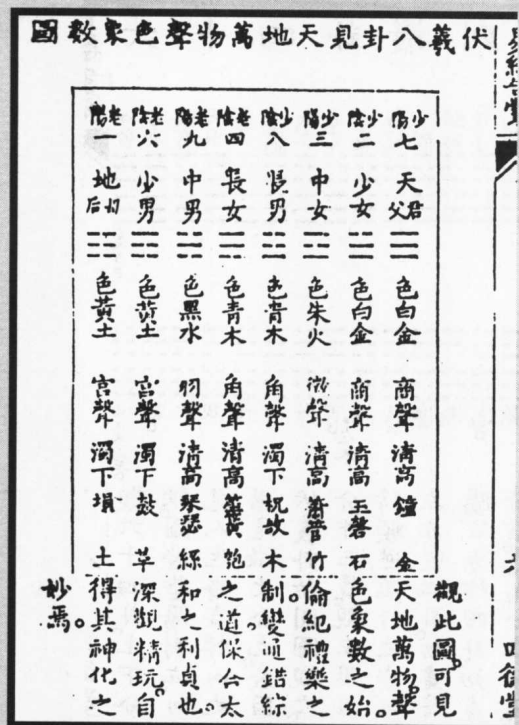 伏羲八卦見天地萬物聲色象數圖
少陽七 天君父 ☰ 色白金 商聲 清高鐘 金
少陰二 少女 色白金 商聲 清高玉磬 石
少陽三 中女 色朱火 徵聲 清高簫管 竹
少陰八 長男 色青木 角聲 濁下柷敔 木
老陰四 長女 色青木 角聲 清高 匏
老陽九 中男 色黑水 羽聲 清高琴瑟 絲
老陰六 少男 色黃土 宮聲 濁下鼓 革
老陽一 地后 色黃土 宮聲 濁下塤 土
觀此圖可見
天地萬物聲
色象數之始。
倫紀禮樂之
制。變通錯綜
之道。保合太
和之利貞也。
深觀精玩。自
得其神化之
妙焉。